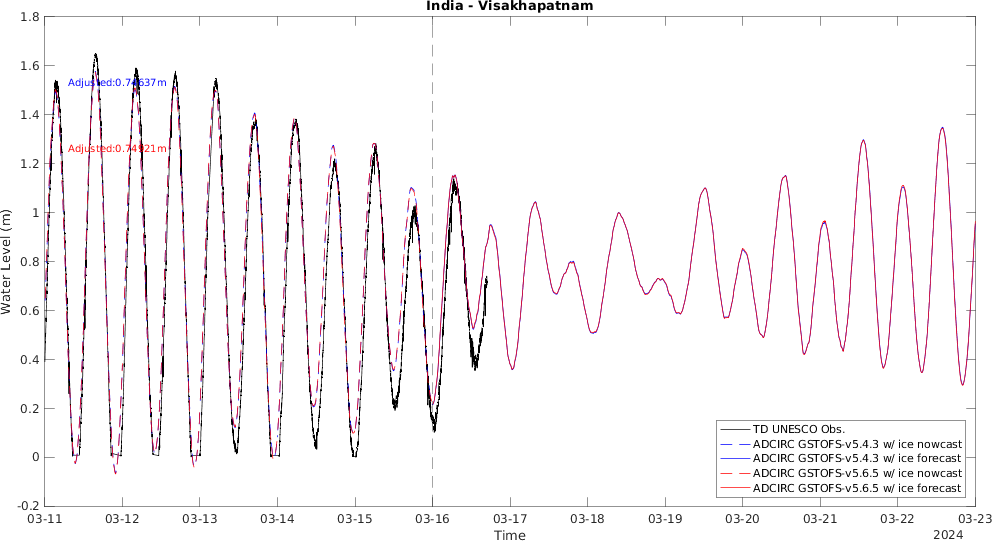 India - Visakhapatnam
1.8
1.6
1.4
1.2
1
0.8
0.6
0.4
0.2
0
-0.2
Water Level (m)
Adjusted:0.74637m
Adjusted:0.74921m
TD UNESCO Obs.
ADCIRC GSTOFS-v5.4.3 w/ ice nowcast
ADCIRC GSTOFS-v5.4.3 w/ ice forecast
ADCIRC GSTOFS-v5.6.5 w/ ice nowcast
ADCIRC GSTOFS-v5.6.5 w/ ice forecast
03-11 03-12 03-13 03-14 03-15 03-16 03-17 03-18 03-19 03-20 03-21 03-22 03-23
Time
2024